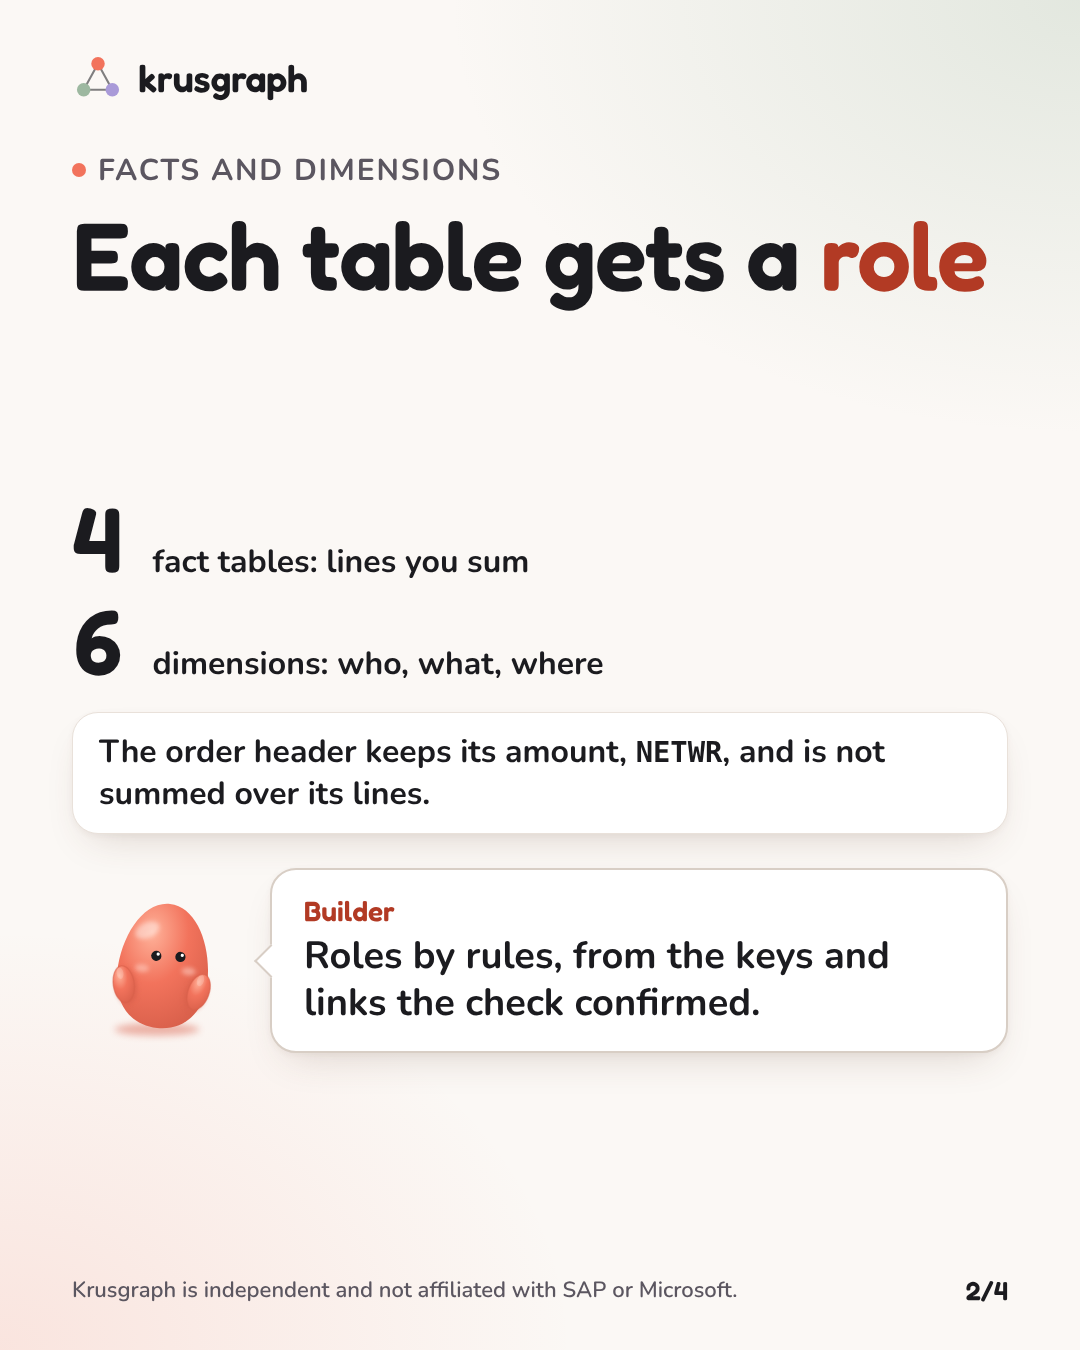 krusgraph
FACTS AND DIMENSIONS
Each table gets a role
4 fact tables: lines you sum
6 dimensions: who, what, where
The order header keeps its amount, NETWR, and is not
summed over its lines.
Builder
Roles by rules, from the keys and
links the check confirmed.
Krusgraph is independent and not affiliated with SAP or Microsoft.
2/4